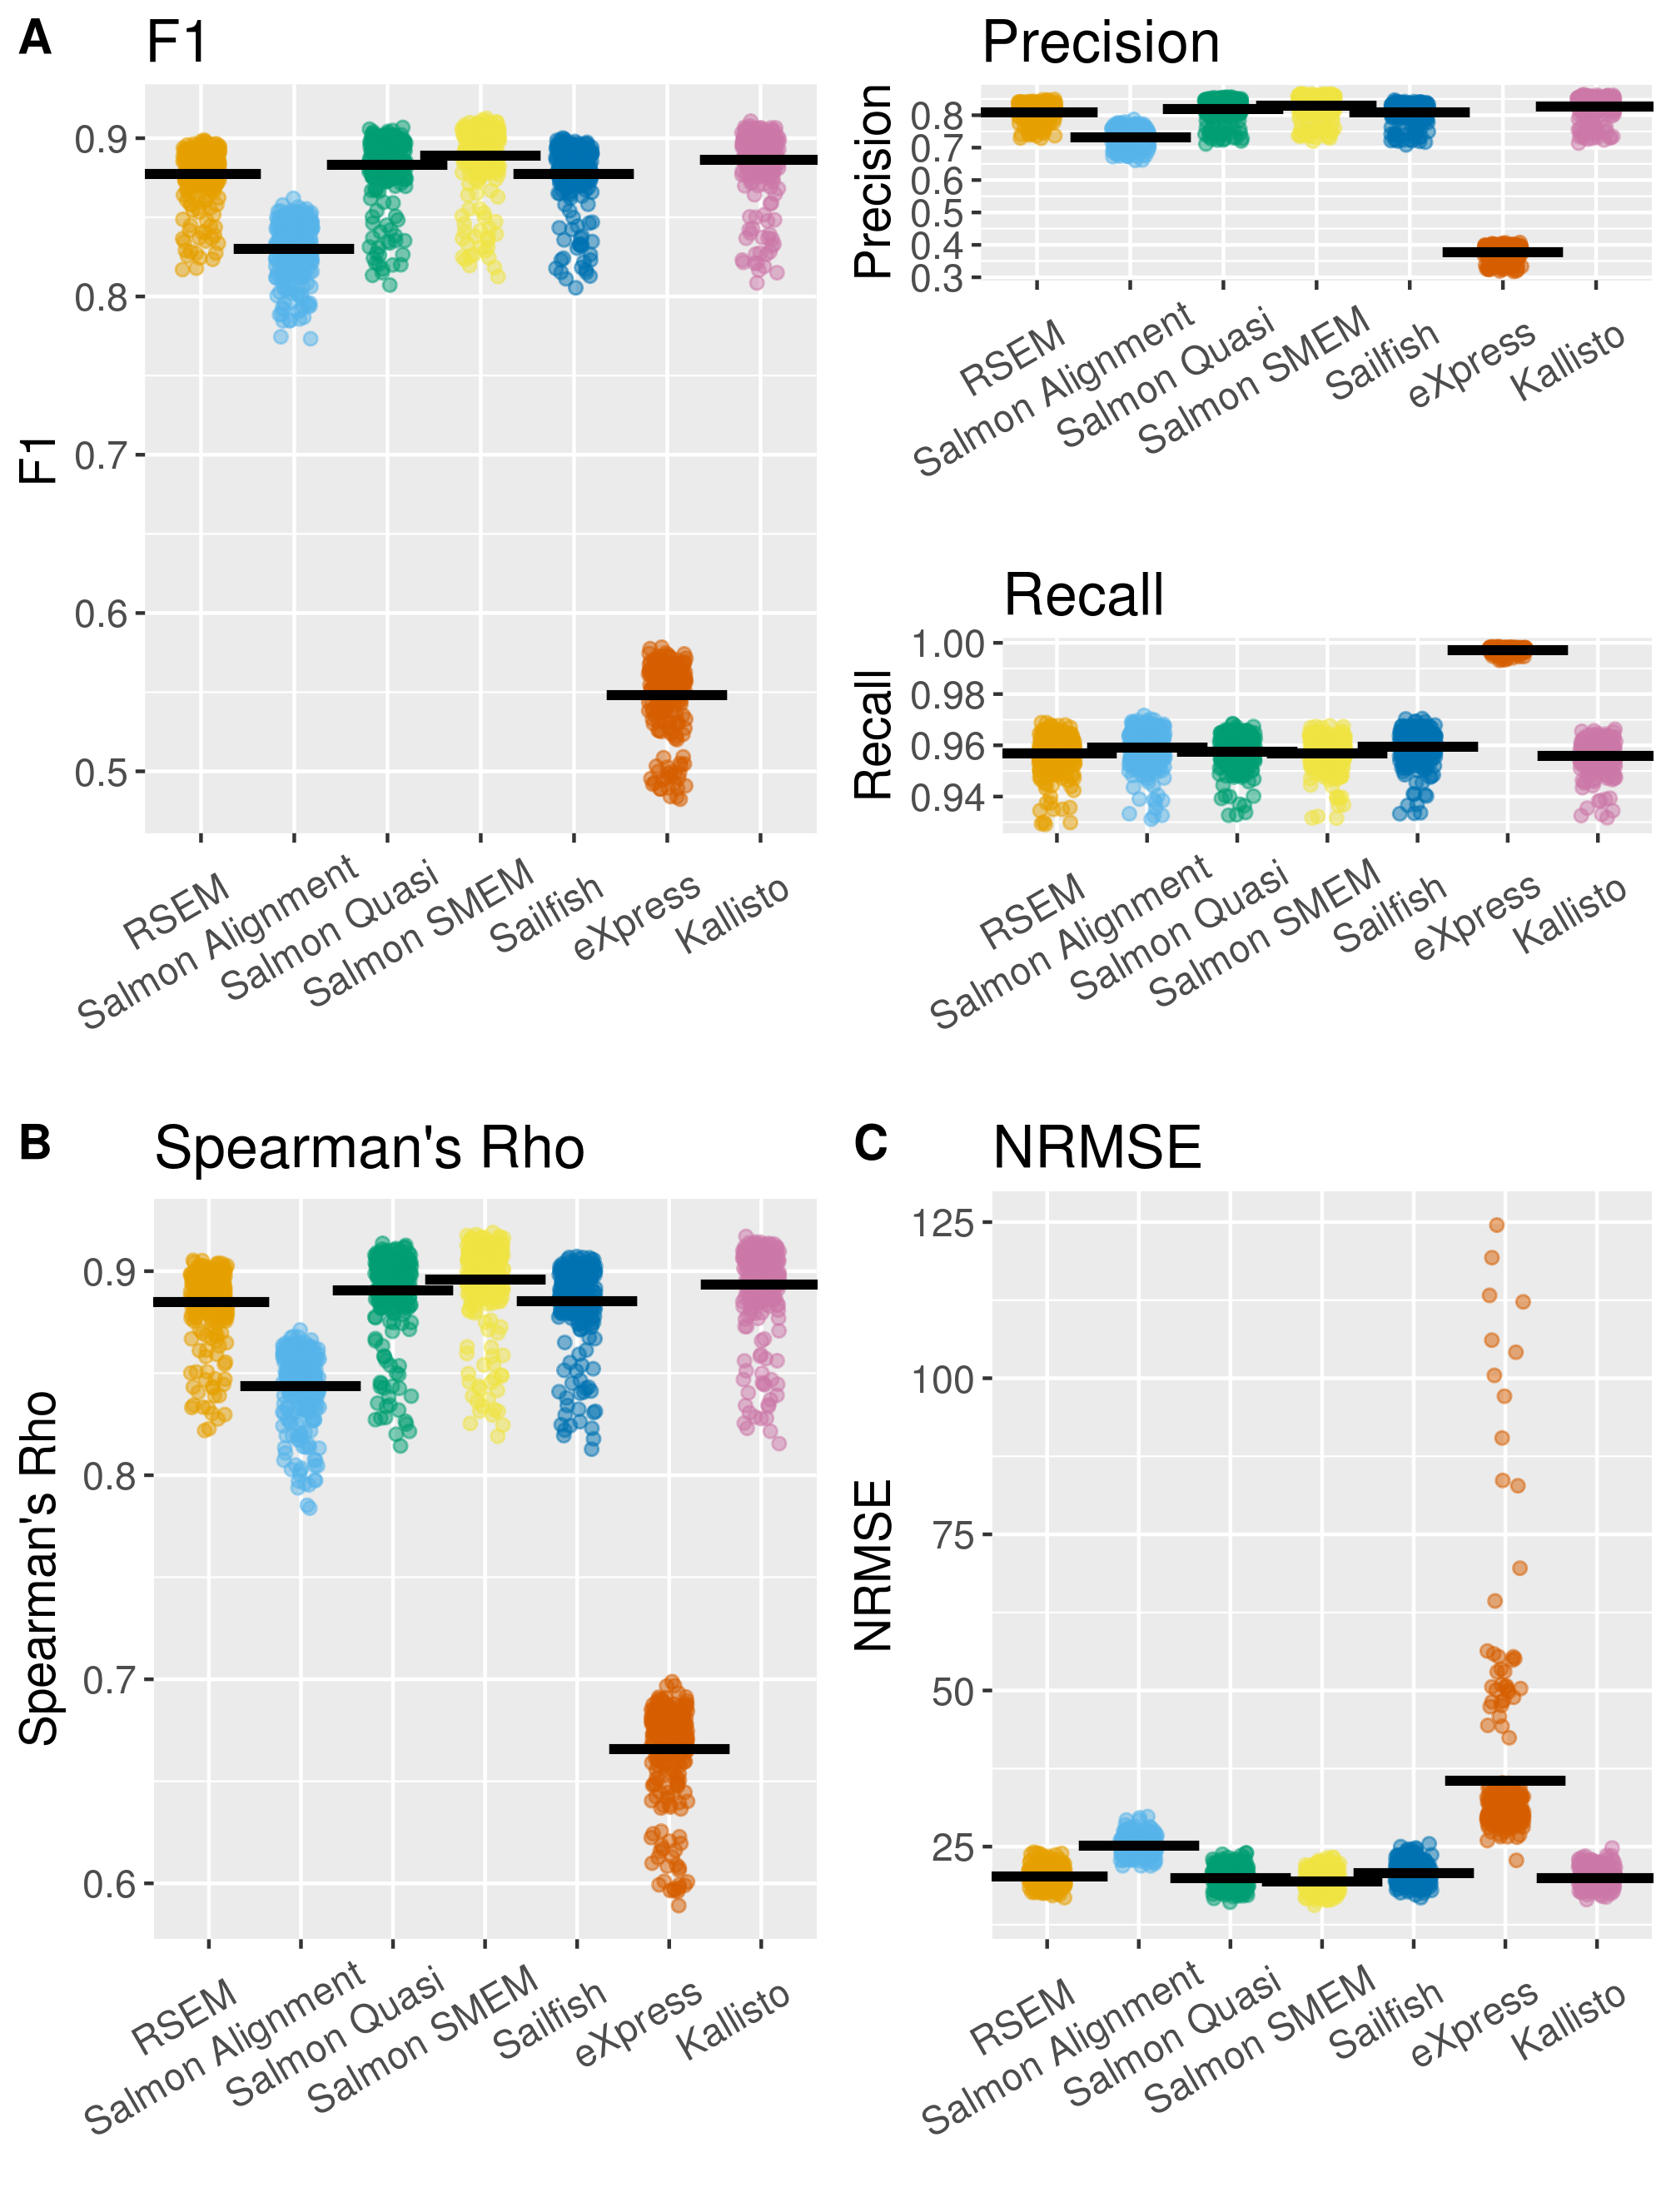 A
F1
F1
0.9
0.8
0.7
0.6
0.5
RSEM
Salmon Alignment
Salmon Quasi
Salmon SMEM
Sailfish
eXpress
Kallisto
Precision
Precision
0.8
0.7
0.6
0.5
0.4
0.3
RSEM
Salmon Alignment
Salmon Quasi
Salmon SMEM
Sailfish
eXpress
Kallisto
Recall
Recall
1.00
0.98
0.96
0.94
RSEM
Salmon Alignment
Salmon Quasi
Salmon SMEM
Sailfish
eXpress
Kallisto
B
Spearman's Rho
Spearman's Rho
0.9
0.8
0.7
0.6
RSEM
Salmon Alignment
Salmon Quasi
Salmon SMEM
Sailfish
eXpress
Kallisto
C
NRMSE
NRMSE
125
100
75
50
25
RSEM
Salmon Alignment
Salmon Quasi
Salmon SMEM
Sailfish
eXpress
Kallisto